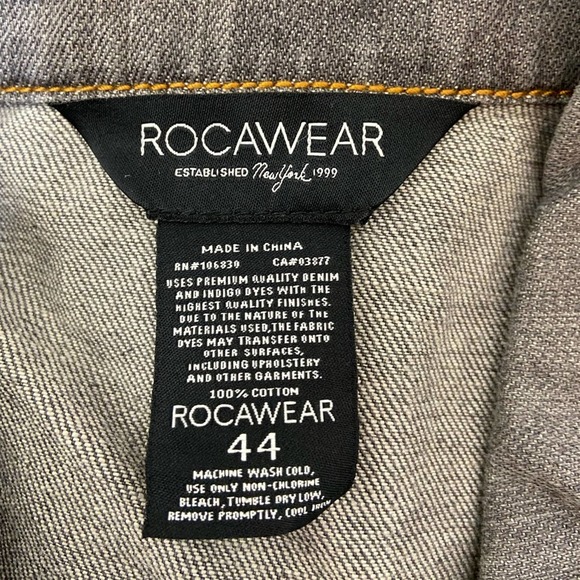 ROCAWEAR
ESTABLISHED New York 1999
MADE IN CHINA
RN#106830 CA#03877
USES PREMIUM QUALITY DENIM
AND INDIGO DYES WITH THE
HIGHEST QUALITY FINISHES.
DUE TO THE NATURE OF THE
MATERIALS USED,THE FABRIC
DYES MAY TRANSFER ONTO
OTHER SURFACES,
INCLUDING UPHOLSTERY
AND OTHER GARMENTS.
100% COTTON
ROCAWEAR
44
MACHINE WASH COLD,
USE ONLY NON-CHLORINE
BLEACH, TUMBLE DRY LOW,
REMOVE PROMPTLY, COOL IRON